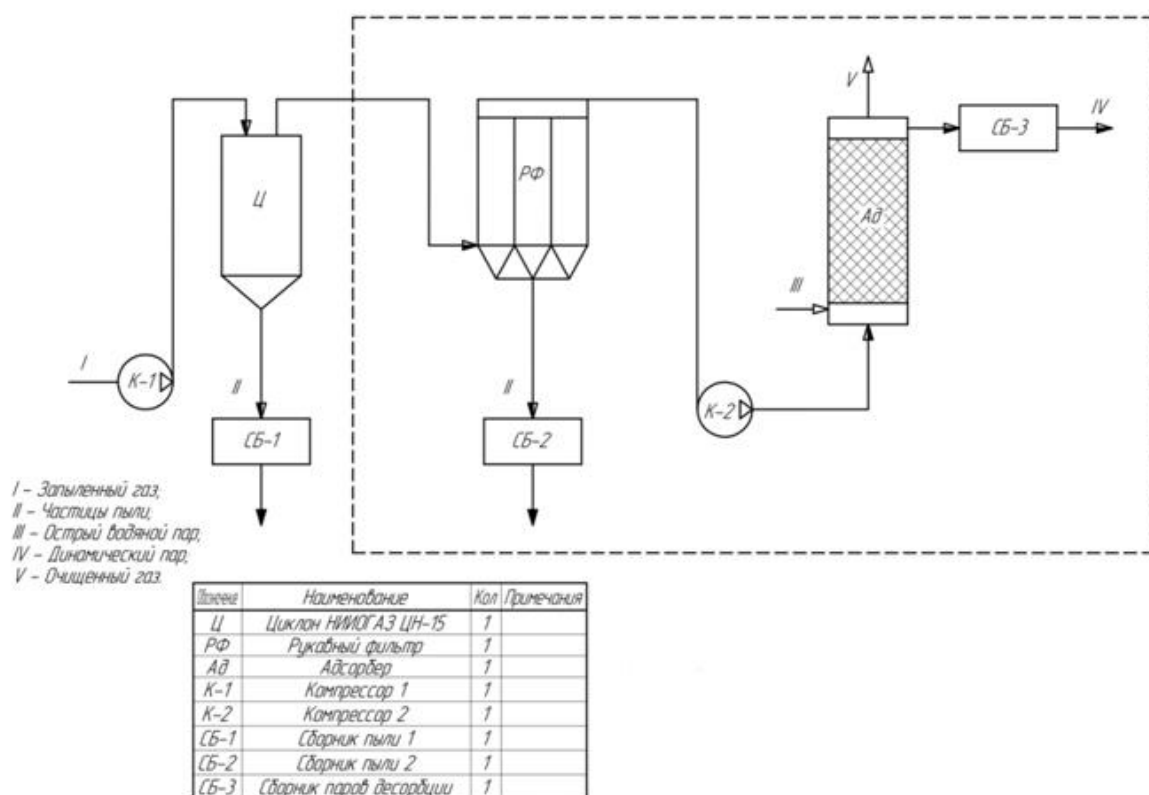 V
IV
СБ-3
Ц
РФ
Ад
III
I
К-1
II
II
К-2
СБ-1
СБ-2
I - Запыленный газ;
II - Частицы пыли;
III - Острый водяной пар;
IV - Динамический пар;
V - Очищенный газ.
Наименование Кол Примечания
Ц Циклон НИИОГАЗ ЦН-15 1
РФ Рукавный фильтр 1
Ад Адсорбер 1
К-1 Компрессор 1 1
К-2 Компрессор 2 1
СБ-1 Сборник пыли 1 1
СБ-2 Сборник пыли 2 1
СБ-3 Сборник паров десорбции 1